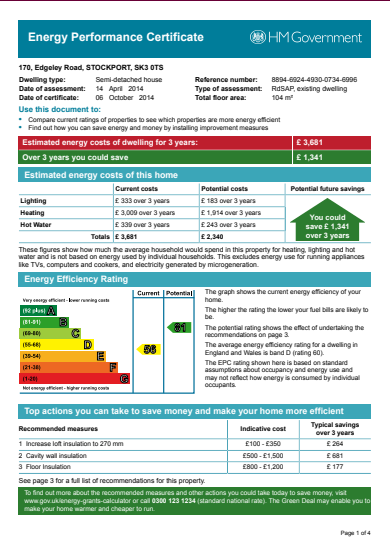 Energy Performance Certificate
HM Government
170, Edgeley Road, STOCKPORT, SK3 0TS
Dwelling type: Semi-detached house Reference number: 8894-6924-4930-0734-6996
Date of assessment: 14 April 2014 Type of assessment: RdSAP, existing dwelling
Date of certificate: 06 October 2014 Total floor area: 104 m²
Use this document to:
• Compare current ratings of properties to see which properties are more energy efficient
• Find out how you can save energy and money by installing improvement measures
Estimated energy costs of dwelling for 3 years: £ 3,681
Over 3 years you could save £ 1,341
Estimated energy costs of this home
Current costs Potential costs Potential future savings
Lighting £ 333 over 3 years £ 183 over 3 years
Heating £ 3,009 over 3 years £ 1,914 over 3 years
Hot Water £ 339 over 3 years £ 243 over 3 years
Totals £ 3,681 £ 2,340
You could
save £ 1,341
over 3 years
These figures show how much the average household would spend in this property for heating, lighting and hot
water and is not based on energy used by individual households. This excludes energy use for running appliances
like TVs, computers and cookers, and electricity generated by microgeneration.
Energy Efficiency Rating
Current Potential
Very energy efficient - lower running costs
(92 plus) A
(81-91) B
(69-80) C
(55-68) D
(39-54) E
(21-38) F
(1-20) G
Not energy efficient - higher running costs
56
81
The graph shows the current energy efficiency of your
home.
The higher the rating the lower your fuel bills are likely to
be.
The potential rating shows the effect of undertaking the
recommendations on page 3.
The average energy efficiency rating for a dwelling in
England and Wales is band D (rating 60).
The EPC rating shown here is based on standard
assumptions about occupancy and energy use and
may not reflect how energy is consumed by individual
occupants.
Top actions you can take to save money and make your home more efficient
Recommended measures Indicative cost Typical savings
over 3 years
1 Increase loft insulation to 270 mm £100 - £350 £ 264
2 Cavity wall insulation £500 - £1,500 £ 681
3 Floor Insulation £800 - £1,200 £ 177
See page 3 for a full list of recommendations for this property.
To find out more about the recommended measures and other actions you could take today to save money, visit
www.gov.uk/energy-grants-calculator or call 0300 123 1234 (standard national rate). The Green Deal may enable you to
make your home warmer and cheaper to run.
Page 1 of 4